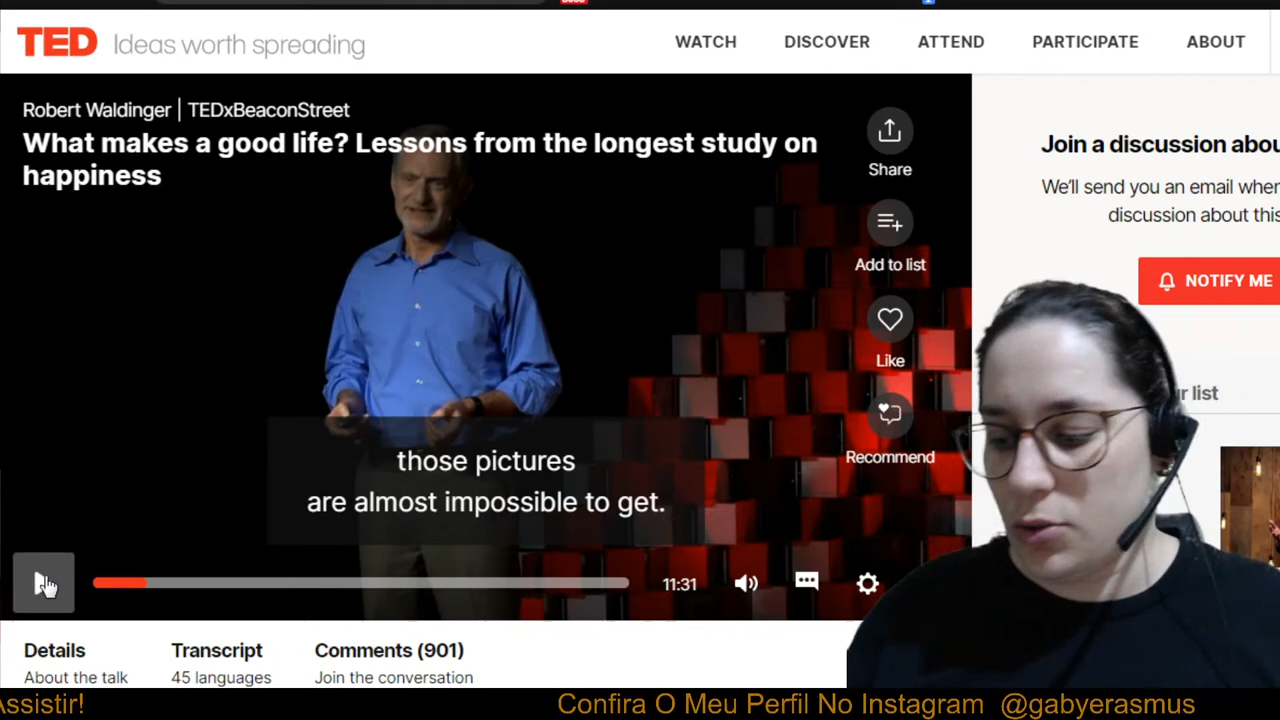 TED Ideas worth spreading
WATCH DISCOVER ATTEND PARTICIPATE ABOUT
Robert Waldinger | TEDxBeaconStreet
What makes a good life? Lessons from the longest study on
happiness
Share
Add to list
Like
Recommend
those pictures
are almost impossible to get.
11:31
Join a discussion
We'll send you an email
discussion about
NOTIFY ME
list
Details
About the talk
Transcript
45 languages
Comments (901)
Join the conversation
Assistir! Confira O Meu Perfil No Instagram @gabyerasmus